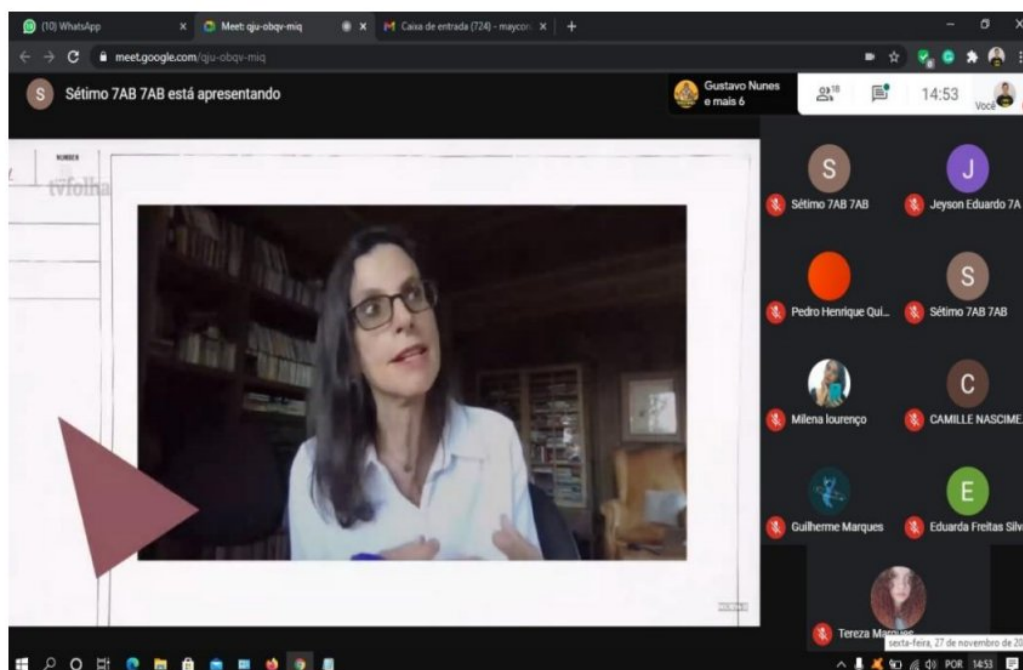 (10) WhatsApp
Meet: qju-obqv-miq
Caixa de entrada (724) - maycon
meet.google.com/qju-obqv-miq
S
Sétimo 7AB 7AB está apresentando
Gustavo Nunes
e mais 6
18
14:53
Você
NUMBER
tvfolha
S
Sétimo 7AB 7AB
J
Jeyson Eduardo 7A
Pedro Henrique Qui...
S
Sétimo 7AB 7AB
Milena lourenço
C
CAMILLE NASCIME
Guilherme Marques
E
Eduarda Freitas Silv
Tereza Marques
sexta-feira, 27 de novembro de 20
POR
14:53